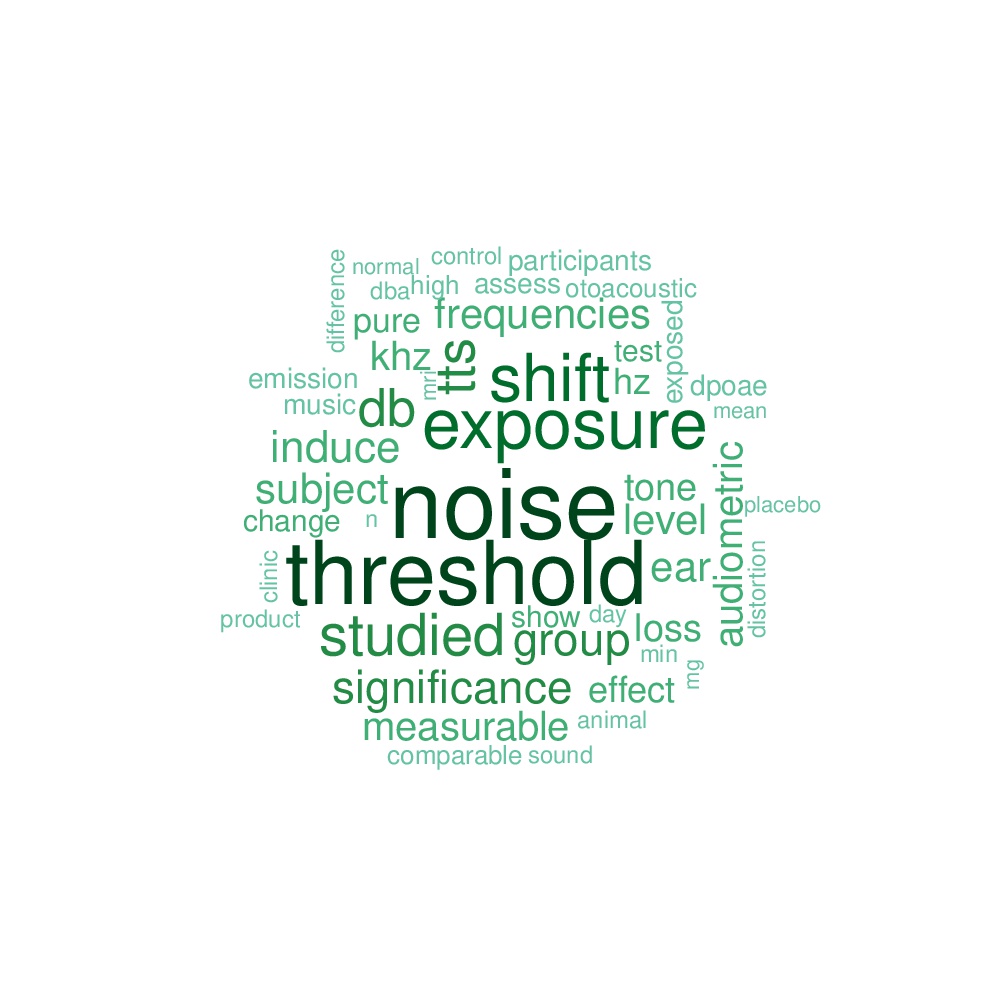 difference
normal
control
participants
dba
high
assess
otoacoustic
pure
frequencies
exposed
khz
tts
mri
shift
test
hz
dpoae
emission
music
db
exposure
mean
induce
subject
noise
tone
level
audiometric
placebo
change
n
threshold
ear
distortion
clinic
product
studied
show
day
group
loss
min
mg
significance
effect
measurable
animal
comparable
sound